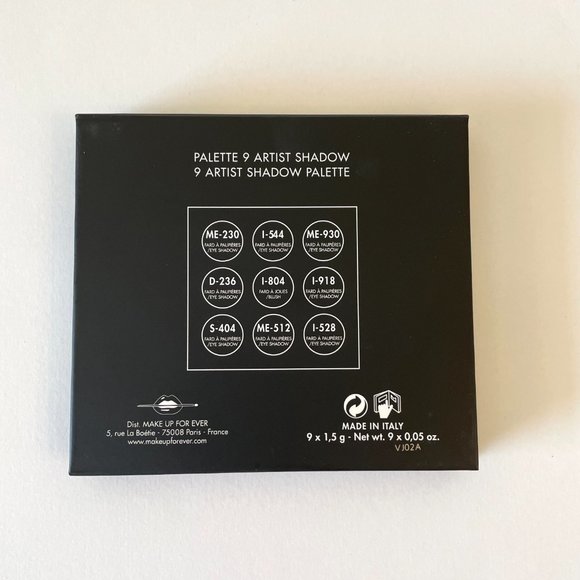 PALETTE 9 ARTIST SHADOW
9 ARTIST SHADOW PALETTE
ME-230
FARD À PAUPIÈRES
/EYE SHADOW
I-544
FARD À PAUPIÈRES
/EYE SHADOW
ME-930
FARD À PAUPIÈRES
/EYE SHADOW
D-236
FARD À PAUPIÈRES
/EYE SHADOW
I-804
FARD À JOUES
/BLUSH
I-918
FARD À PAUPIÈRES
/EYE SHADOW
S-404
FARD À PAUPIÈRES
/EYE SHADOW
ME-512
FARD À PAUPIÈRES
/EYE SHADOW
I-528
FARD À PAUPIÈRES
/EYE SHADOW
Dist. MAKE UP FOR EVER
5, rue La Boétie - 75008 Paris - France
www.makeupforever.com
MADE IN ITALY
9 x 1,5 g - Net wt. 9 x 0,05 oz.
VJ02A